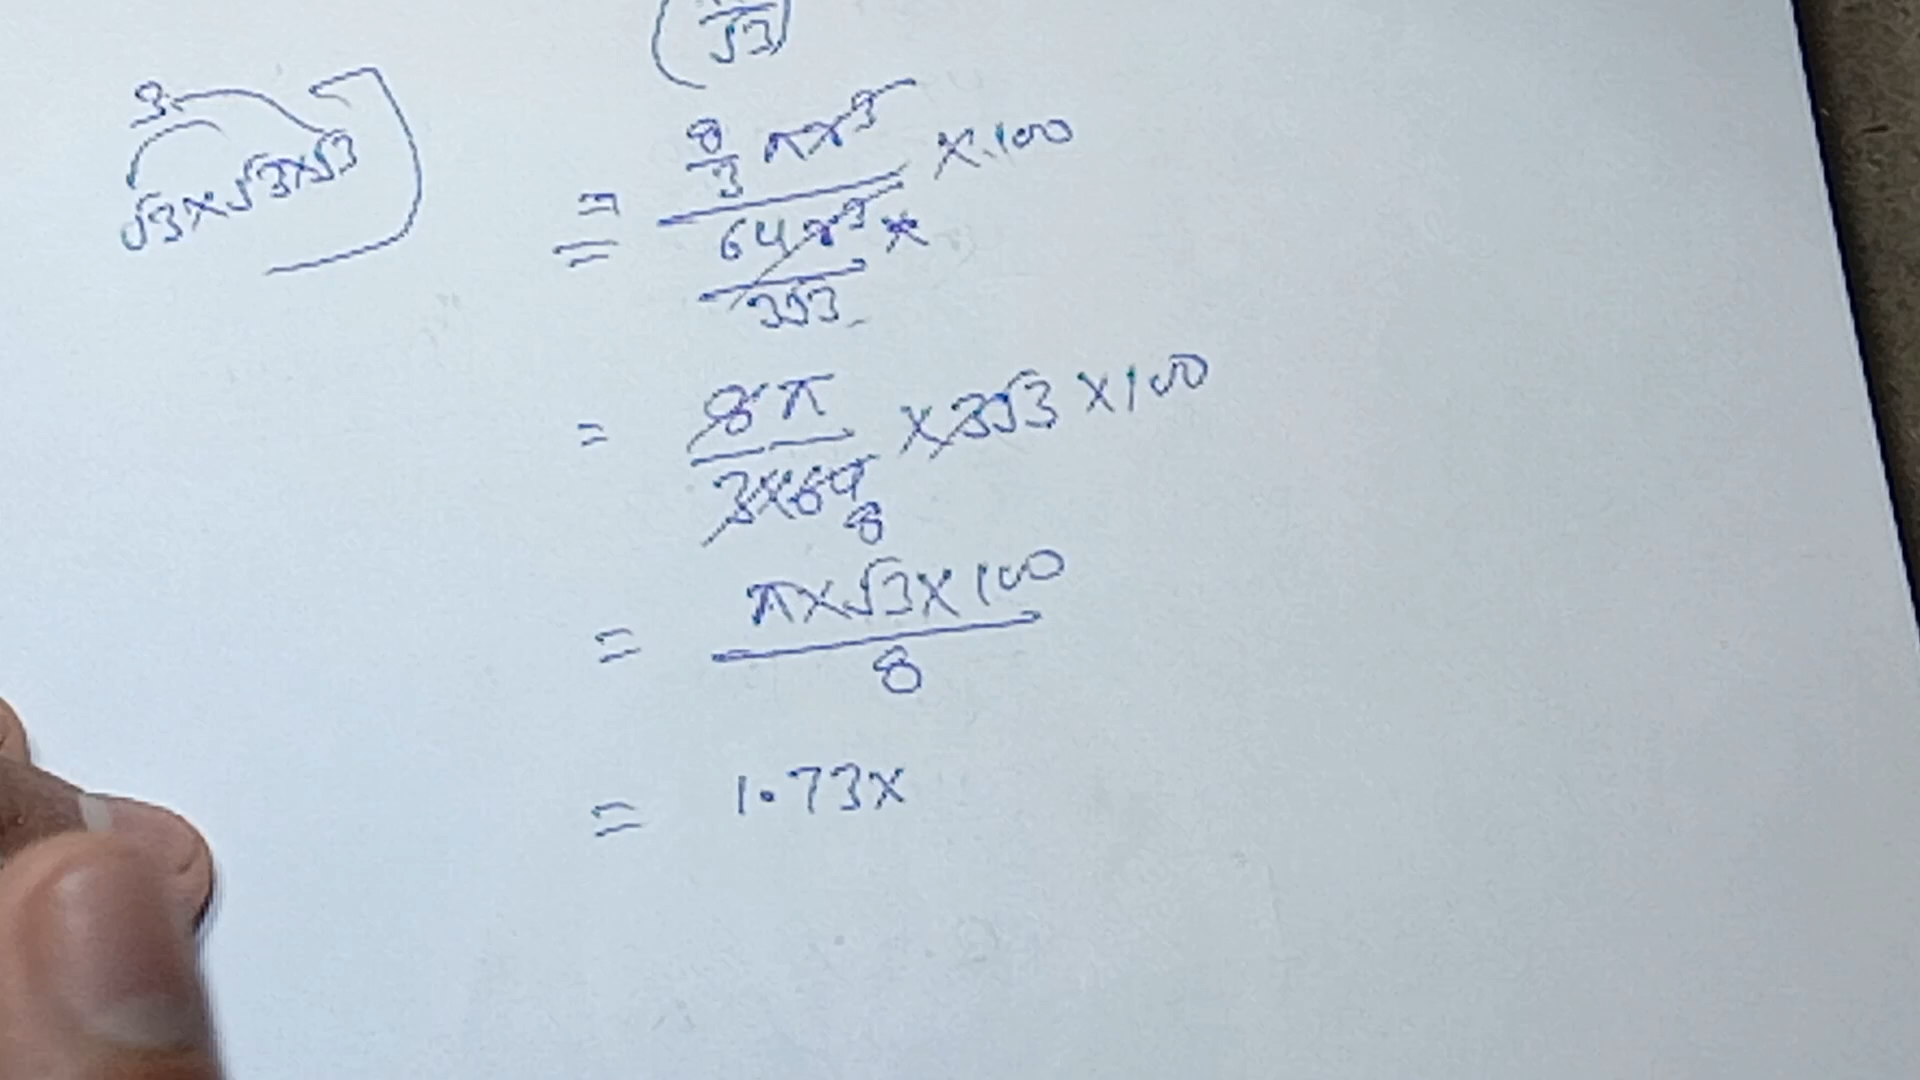 √3
3
√3×√3×√3
= 8/3 πr³ × 100
= 64r³ ×
3√3
= 8π × 3√3 × 100
3×64
8
= π×√3×100
8
= 1.73×